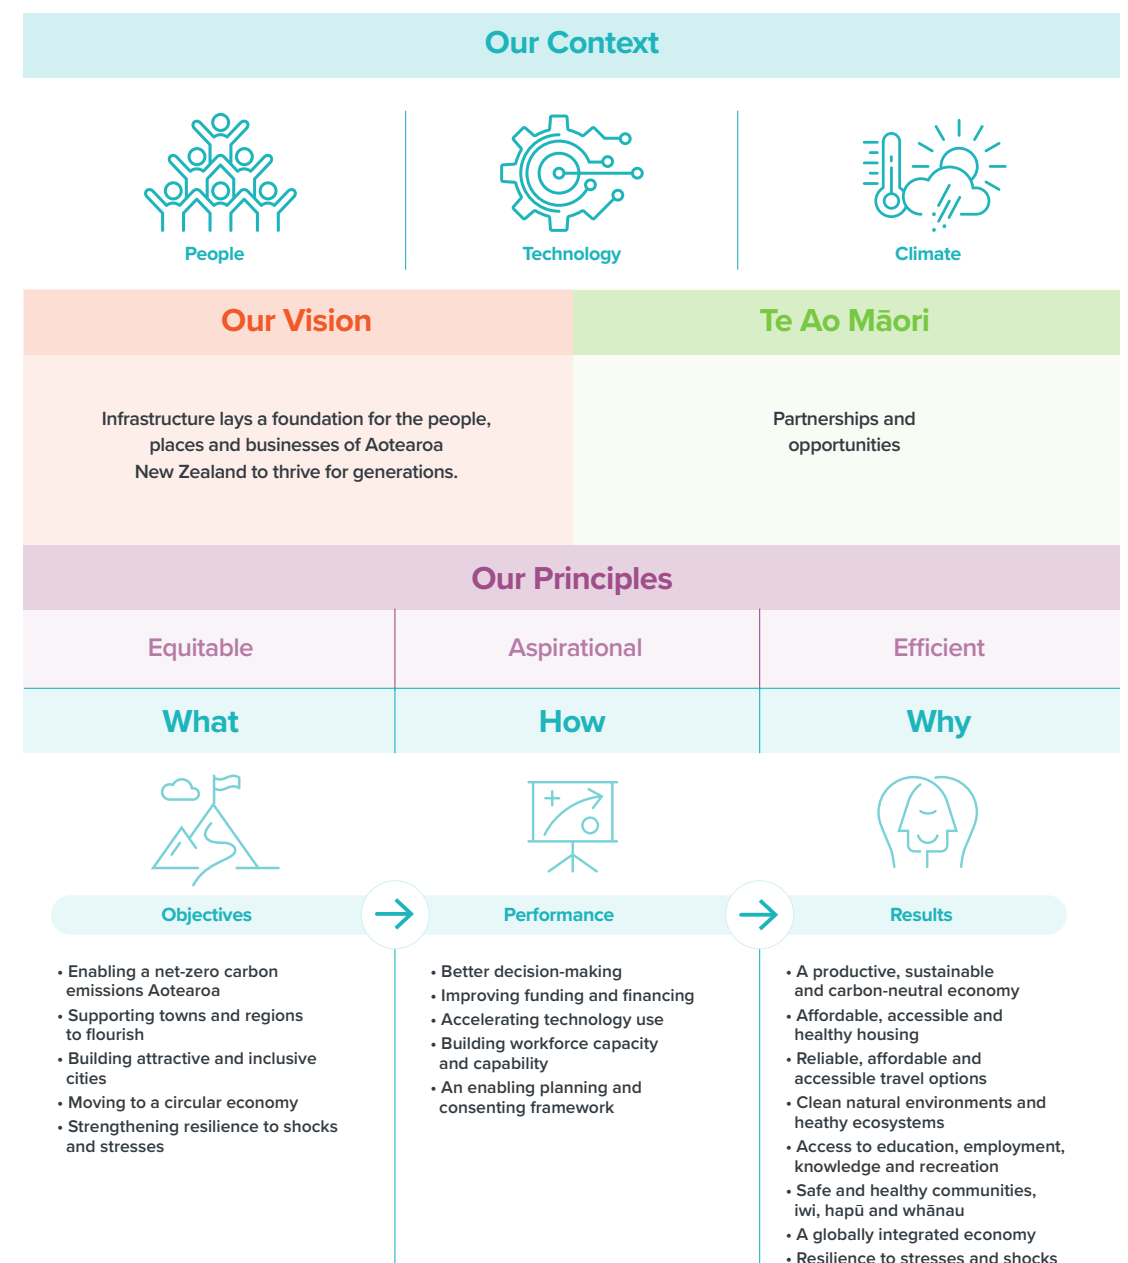 Our Context
People
Technology
Climate
Our Vision
Te Ao Māori
Infrastructure lays a foundation for the people,
places and businesses of Aotearoa
New Zealand to thrive for generations.
Partnerships and
opportunities
Our Principles
Equitable
Aspirational
Efficient
What
How
Why
Objectives
Performance
Results
• Enabling a net-zero carbon
emissions Aotearoa
• Supporting towns and regions
to flourish
• Building attractive and inclusive
cities
• Moving to a circular economy
• Strengthening resilience to shocks
and stresses
• Better decision-making
• Improving funding and financing
• Accelerating technology use
• Building workforce capacity
and capability
• An enabling planning and
consenting framework
• A productive, sustainable
and carbon-neutral economy
• Affordable, accessible and
healthy housing
• Reliable, affordable and
accessible travel options
• Clean natural environments and
heathy ecosystems
• Access to education, employment,
knowledge and recreation
• Safe and healthy communities,
iwi, hapū and whānau
• A globally integrated economy
• Resilience to stresses and shocks